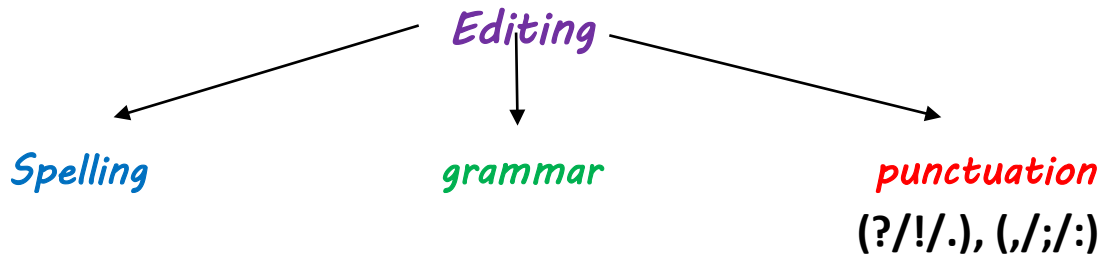 Editing
Spelling grammar punctuation
(?/!/.), (,/;/:)